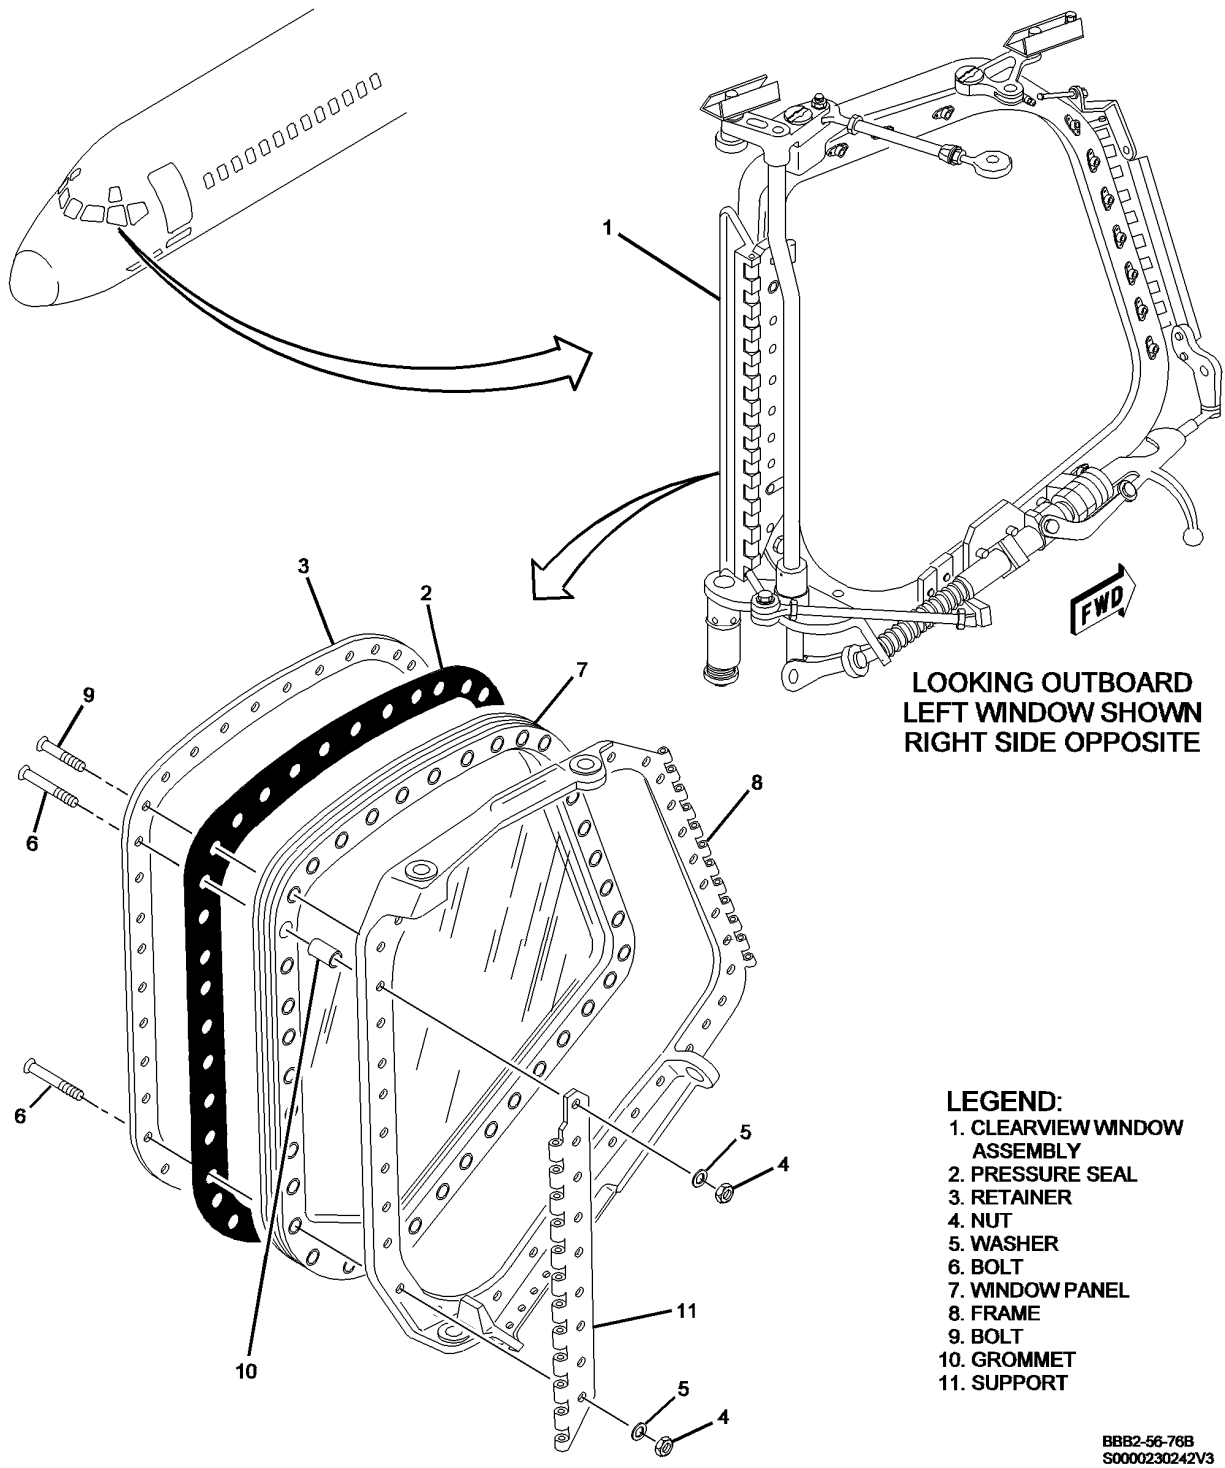 1
3
2
7
9
6
8
FWD
LOOKING OUTBOARD
LEFT WINDOW SHOWN
RIGHT SIDE OPPOSITE
6
5
4
10
11
5
4
LEGEND:
1. CLEARVIEW WINDOW
ASSEMBLY
2. PRESSURE SEAL
3. RETAINER
4. NUT
5. WASHER
6. BOLT
7. WINDOW PANEL
8. FRAME
9. BOLT
10. GROMMET
11. SUPPORT
BBB2-56-76B
S0000230242V3